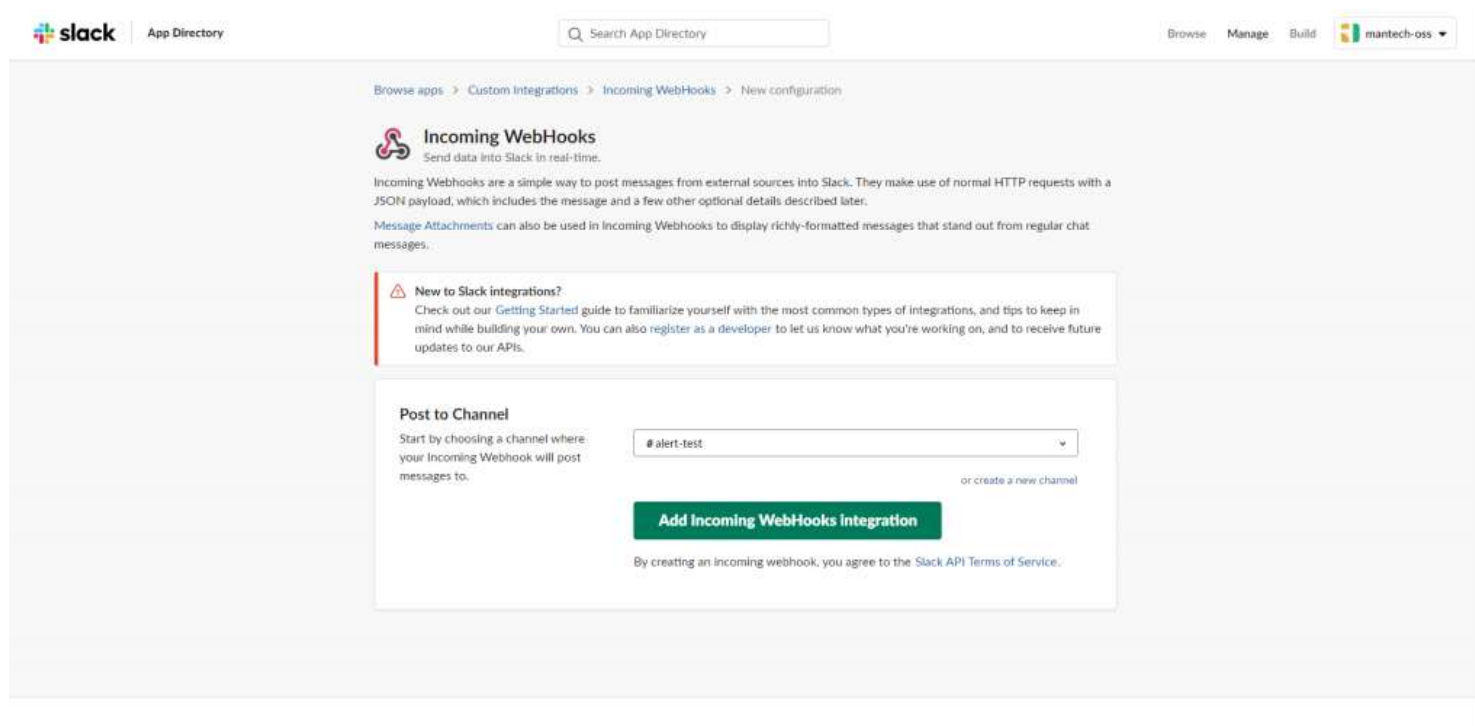 slack App Directory Search App Directory Browse Manage Build mantech-oss
Browse apps > Custom Integrations > Incoming WebHooks > New configuration
Incoming WebHooks
Send data into Slack in real-time.
Incoming Webhooks are a simple way to post messages from external sources into Slack. They make use of normal HTTP requests with a
JSON payload, which includes the message and a few other optional details described later.
Message Attachments can also be used in Incoming Webhooks to display richly-formatted messages that stand out from regular chat
messages.
New to Slack integrations?
Check out our Getting Started guide to familiarize yourself with the most common types of integrations, and tips to keep in
mind while building your own. You can also register as a developer to let us know what you're working on, and to receive future
updates to our APIs.
Post to Channel
Start by choosing a channel where
your Incoming Webhook will post
messages to.
# alert-test
or create a new channel
Add Incoming WebHooks integration
By creating an incoming webhook, you agree to the Slack API Terms of Service.